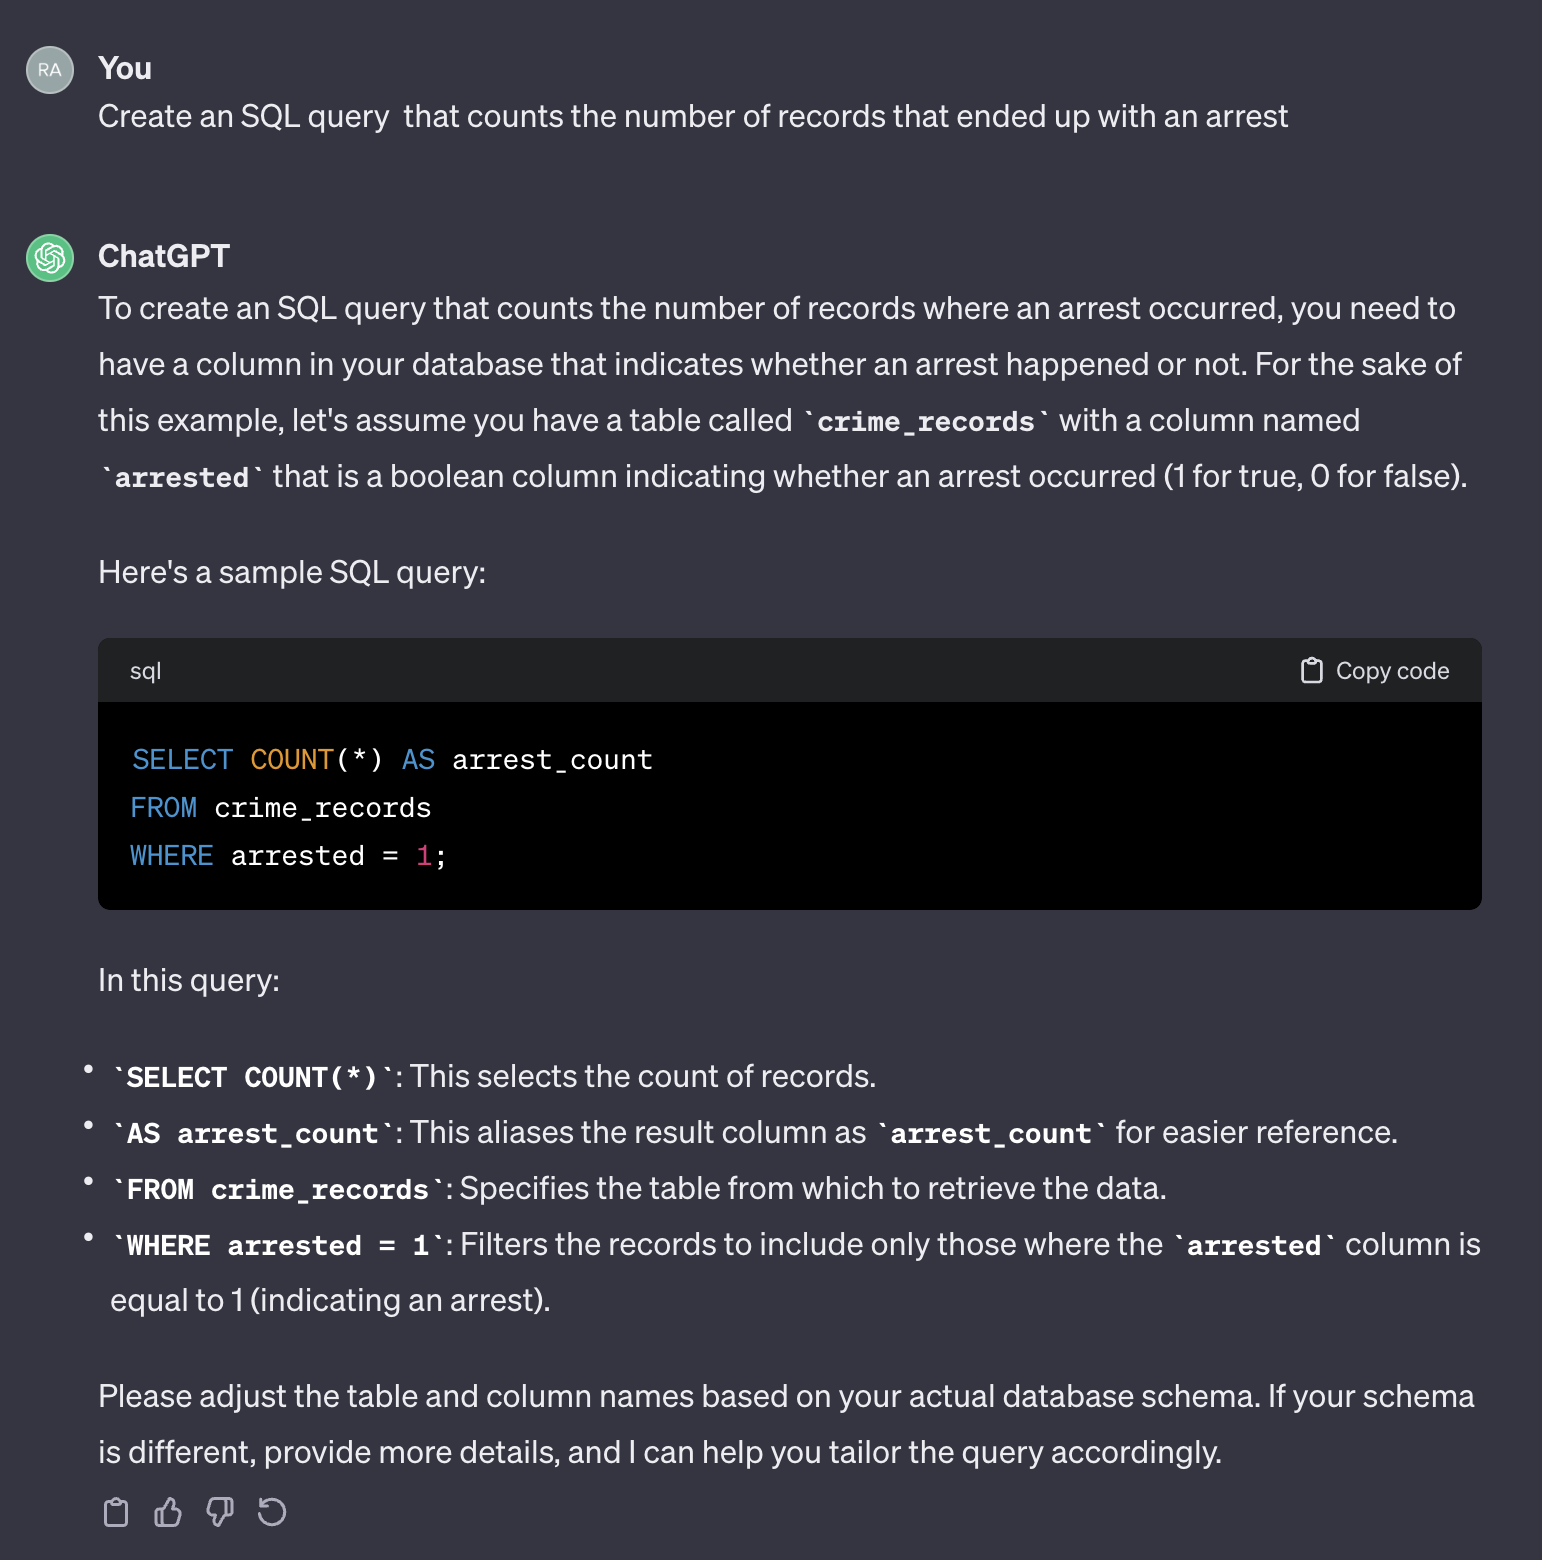 RA
You
Create an SQL query  that counts the number of records that ended up with an arrest
ChatGPT
To create an SQL query that counts the number of records where an arrest occurred, you need to
have a column in your database that indicates whether an arrest happened or not. For the sake of
this example, let's assume you have a table called `crime_records` with a column named
`arrested` that is a boolean column indicating whether an arrest occurred (1 for true, 0 for false).
Here's a sample SQL query:
sql
Copy code
SELECT COUNT(*) AS arrest_count
FROM crime_records
WHERE arrested = 1;
In this query:
• `SELECT COUNT(*)`: This selects the count of records.
• `AS arrest_count`: This aliases the result column as `arrest_count` for easier reference.
• `FROM crime_records`: Specifies the table from which to retrieve the data.
• `WHERE arrested = 1`: Filters the records to include only those where the `arrested` column is
equal to 1 (indicating an arrest).
Please adjust the table and column names based on your actual database schema. If your schema
is different, provide more details, and I can help you tailor the query accordingly.